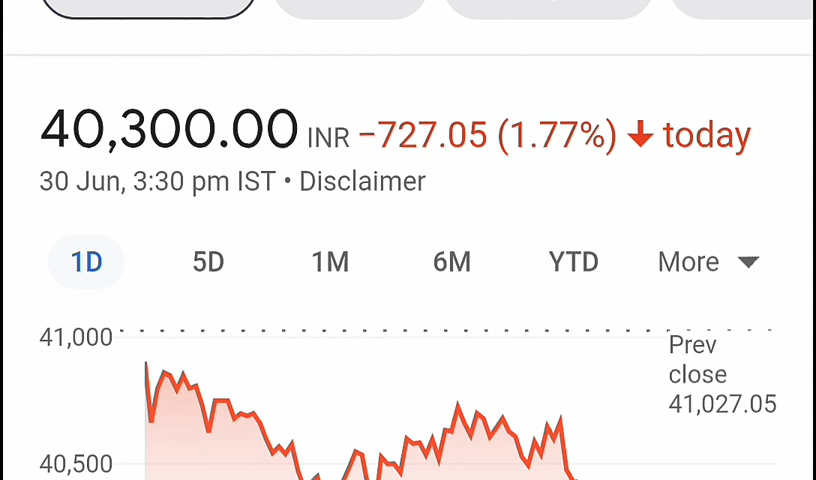 40,300.00 INR −727.05 (1.77%) ↓ today
30 Jun, 3:30 pm IST • Disclaimer
1D 5D 1M 6M YTD More
41,000
Prev
close
41,027.05
40,500